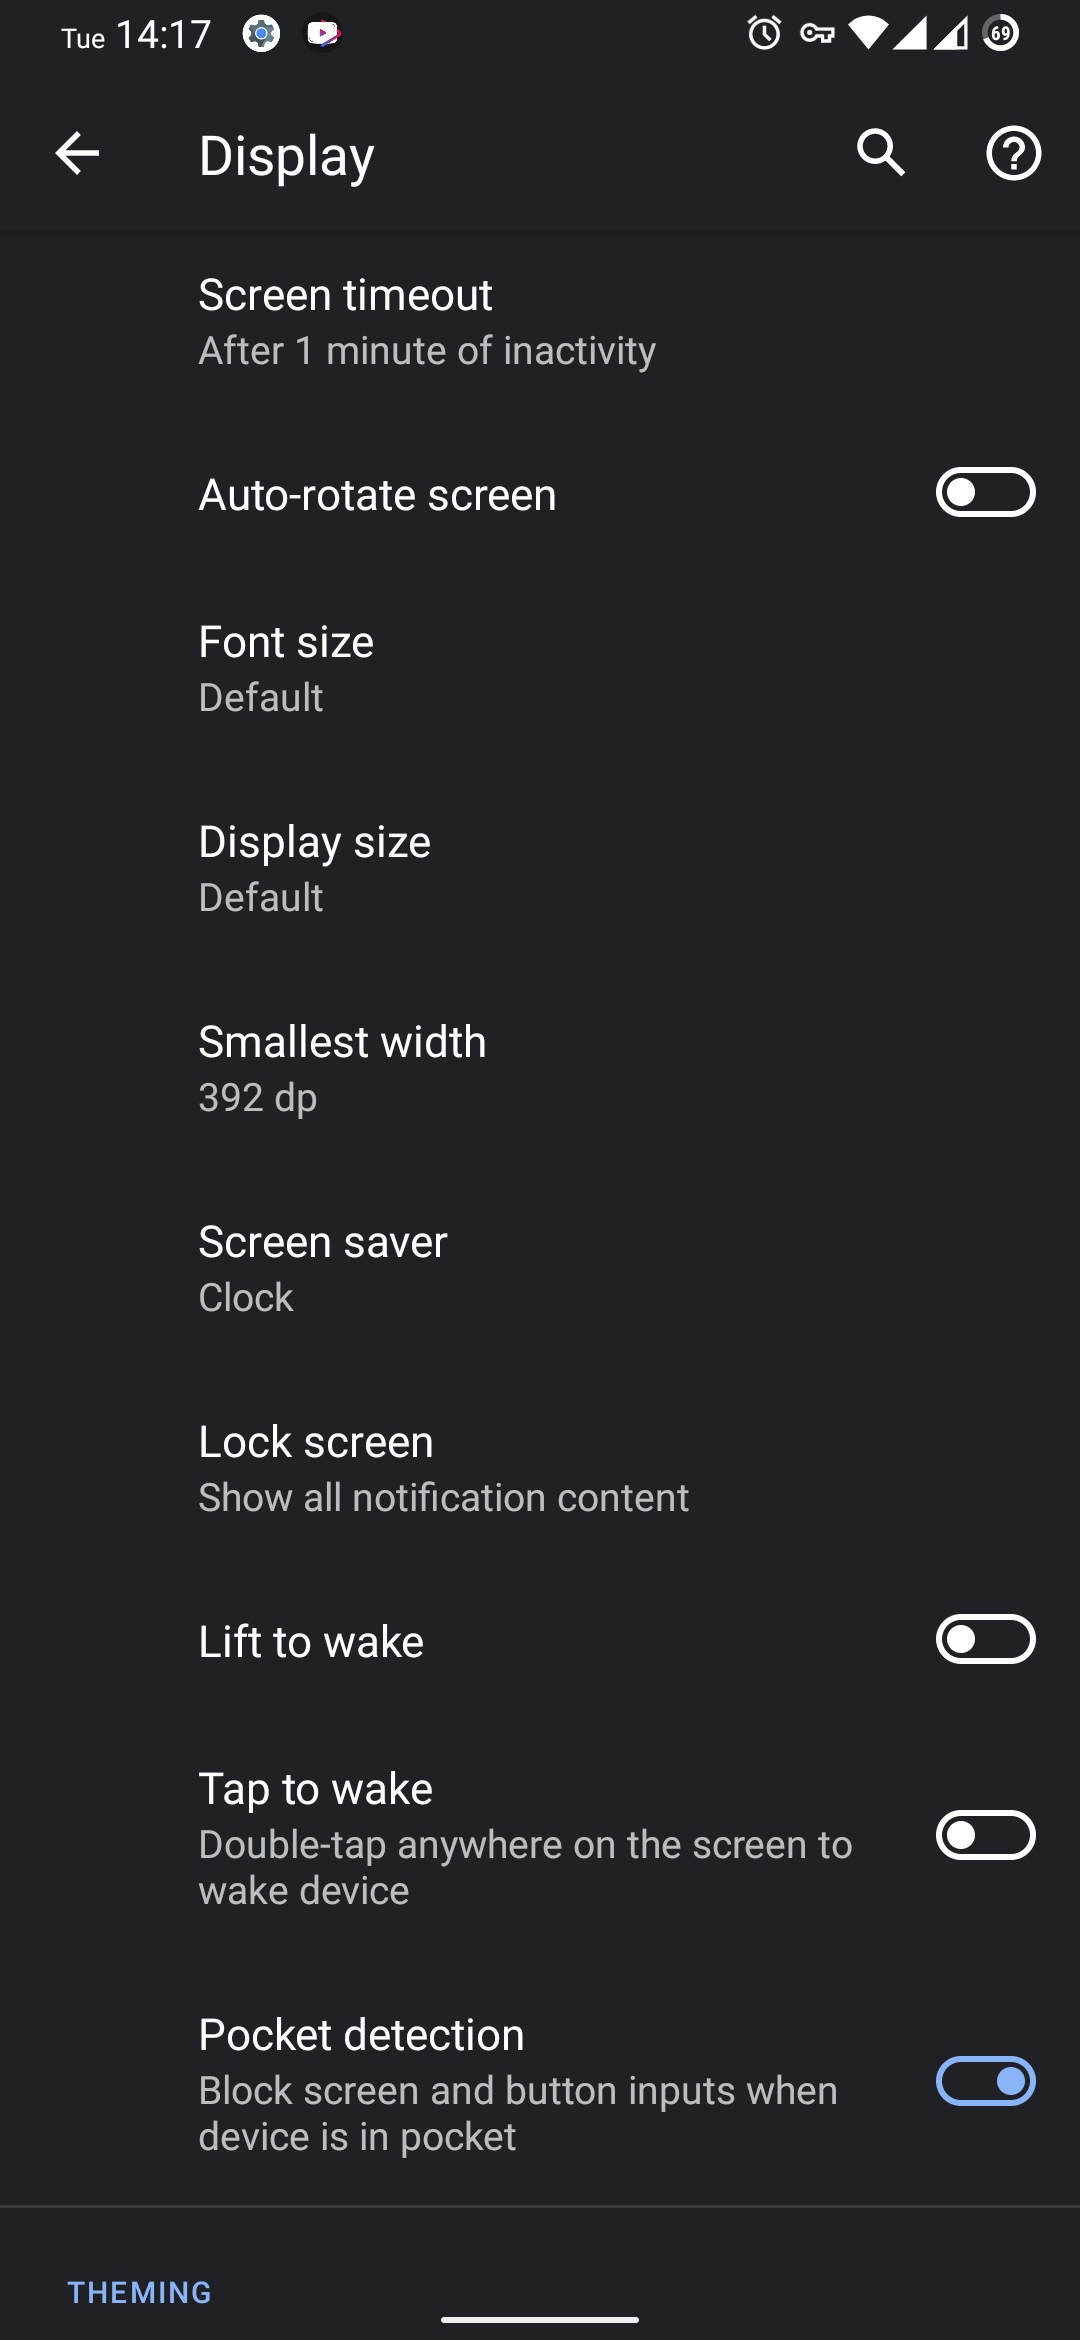 Tue 14:17 69
Display
Screen timeout
After 1 minute of inactivity
Auto-rotate screen
Font size
Default
Display size
Default
Smallest width
392 dp
Screen saver
Clock
Lock screen
Show all notification content
Lift to wake
Tap to wake
Double-tap anywhere on the screen to
wake device
Pocket detection
Block screen and button inputs when
device is in pocket
THEMING